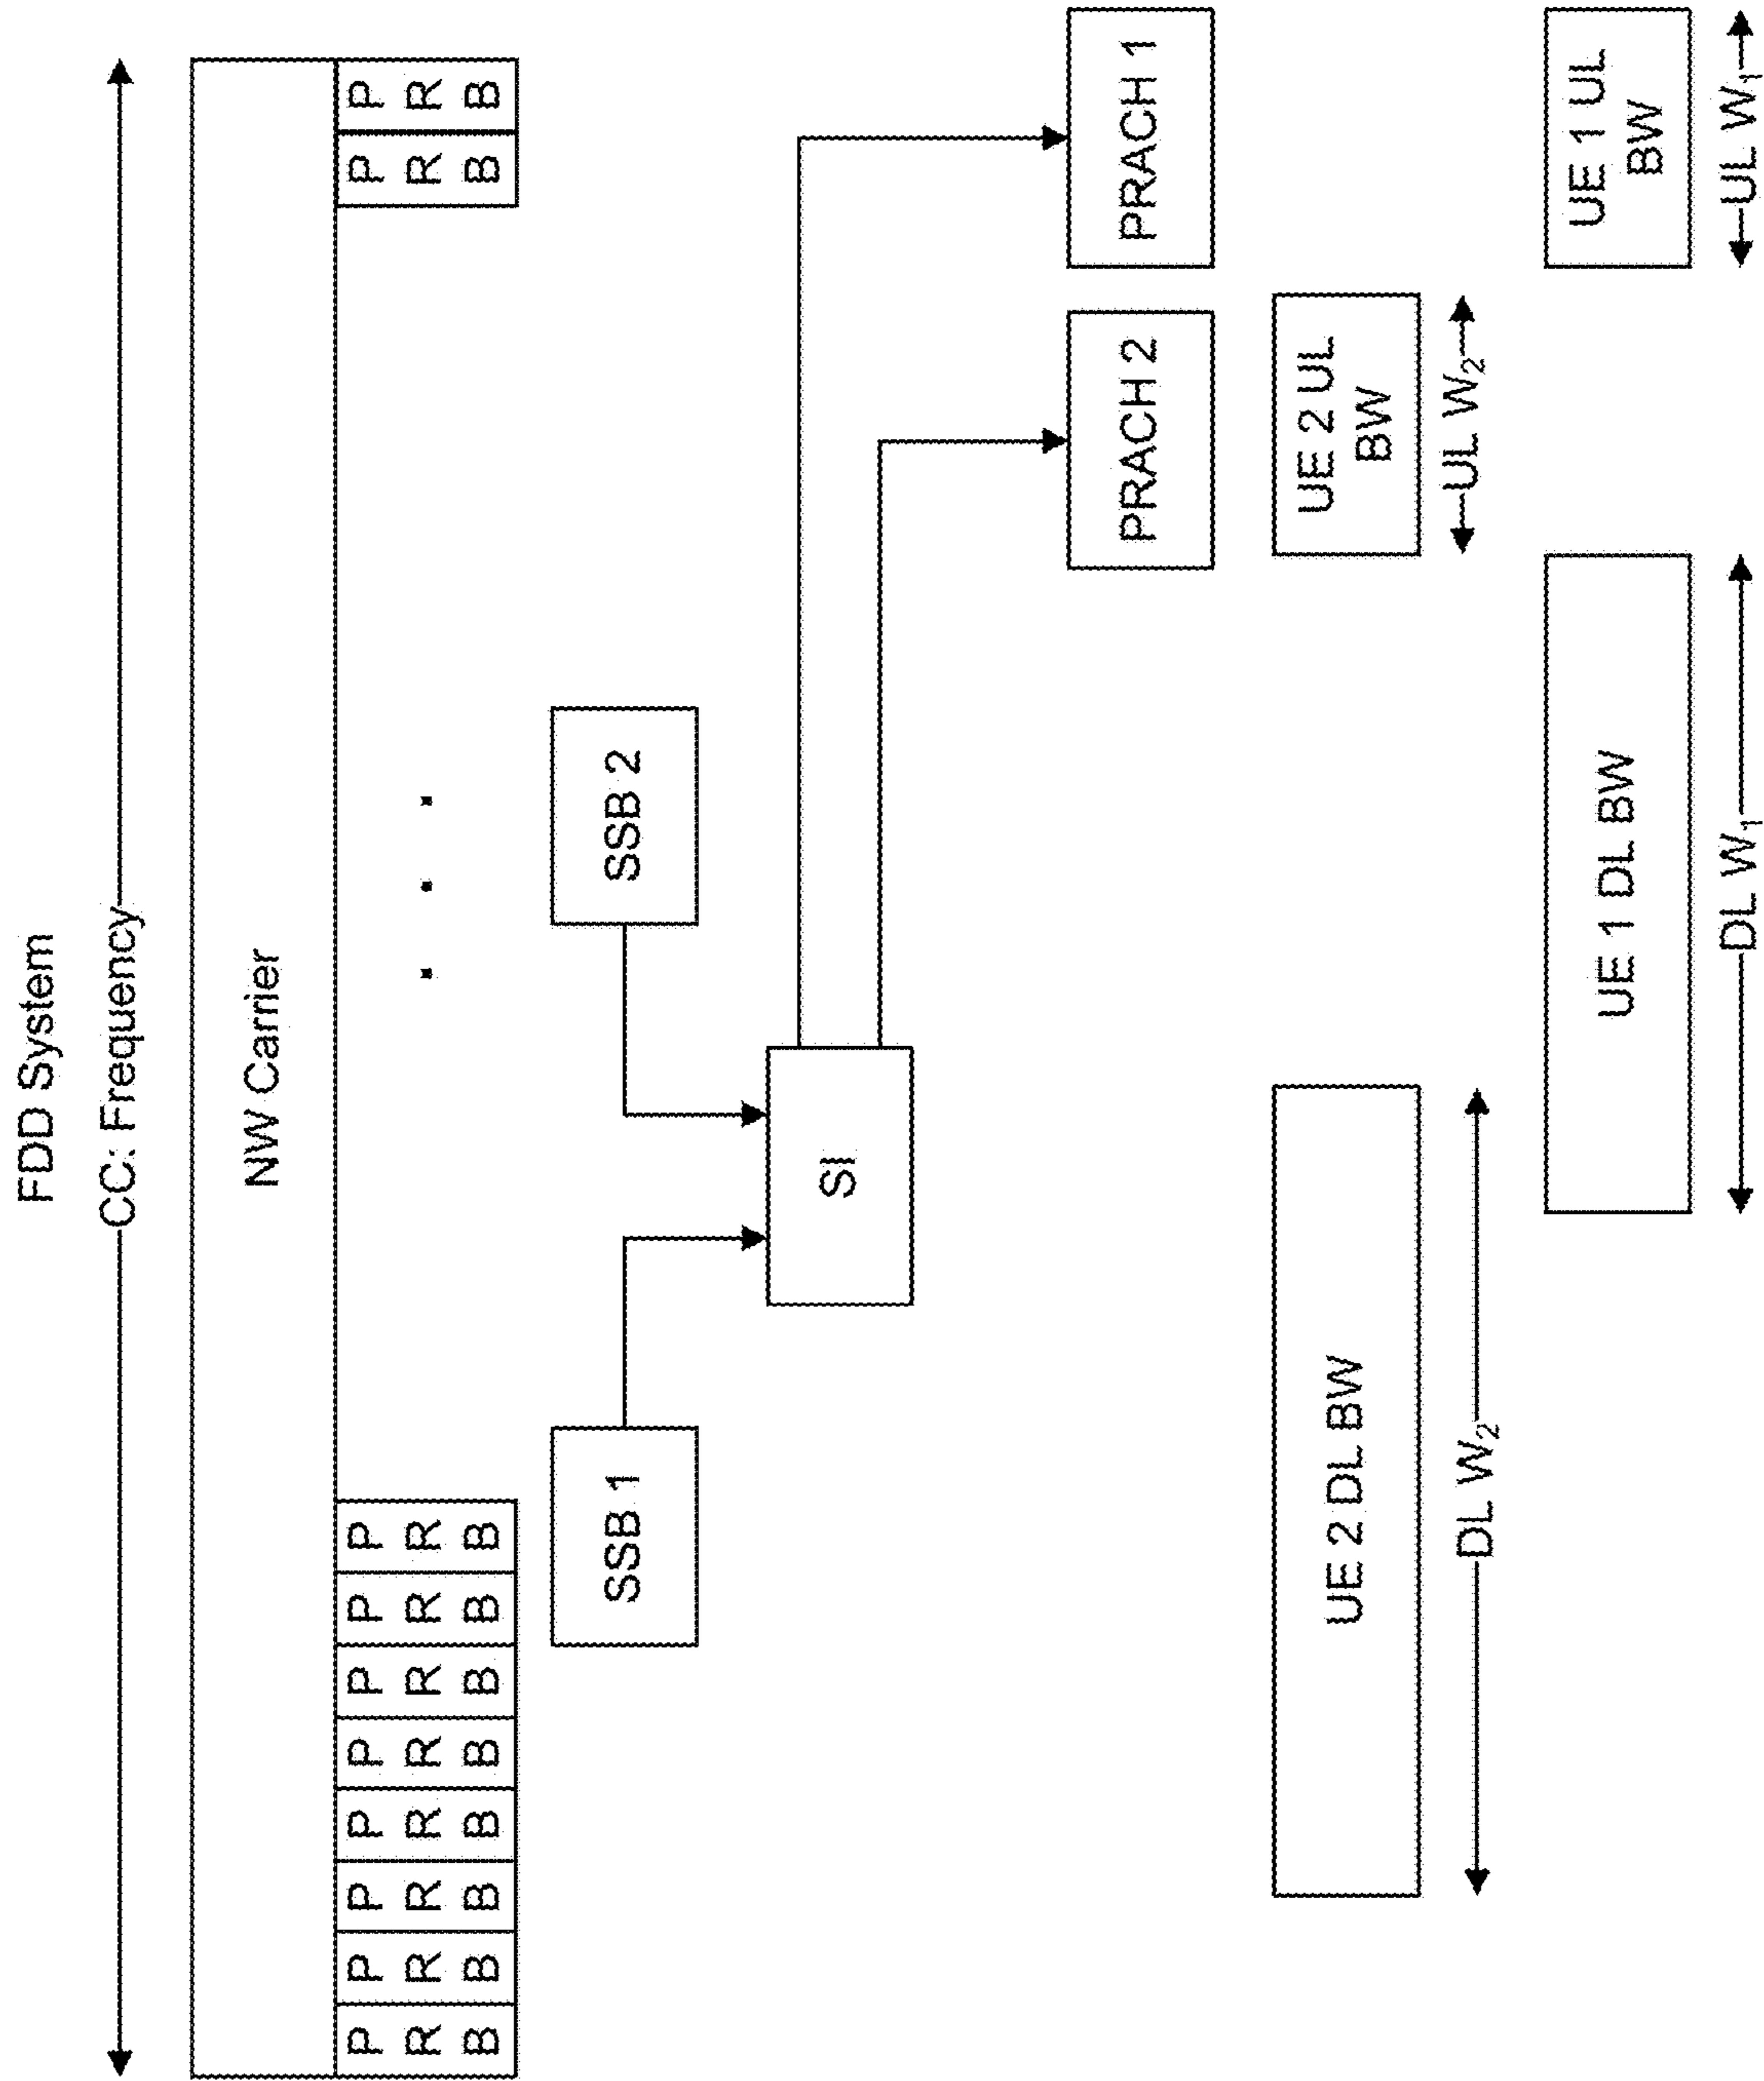 FDD System
CC: Frequency
NW Carrier
P P P P P P P P P P
R R R R R R R R R R
B B B B B B B B B B
. . .
SSB 1
SSB 2
SI
PRACH 2
PRACH 1
UE 2 DL BW
UE 2 UL
BW
DL W₂
UL W₂
UE 1 DL BW
UE 1 UL
BW
DL W₁
UL W₁